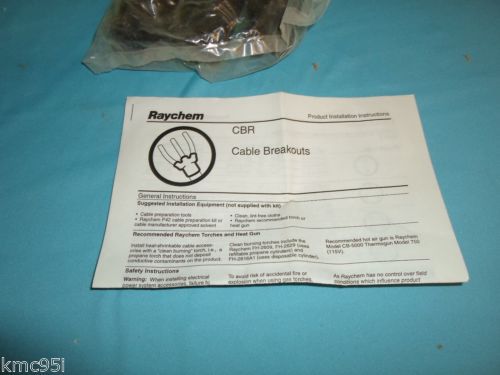 Raychem
Product Installation Instructions
CBR
Cable Breakouts
General Instructions
Suggested Installation Equipment (not supplied with kit)
• Cable preparation tools
• Raychem P42 cable preparation kit or
cable manufacturer approved solvent
• Clean, lint free cloths
• Raychem recommended torch or
heat gun
Recommended Raychem Torches and Heat Gun
Install heat-shrinkable cable acces-
sories with a "clean burning" torch, i.e., a
propane torch that does not deposit
conductive contaminants on the product.
Clean burning torches include the
Raychem FH-2609, FH-2629 (uses
refillable propane cylinders) and
FH-2616A1 (uses disposable cylinder).
Recommended hot air gun is Raychem
Model CV-5000 Thermogun Model 750
(115V).
Safety Instructions
Warning: When installing electrical
power system accessories, failure to
To avoid risk of accidental fire or
explosion when using gas torches,
As Raychem has no control over field
conditions which influence product
kmc95i